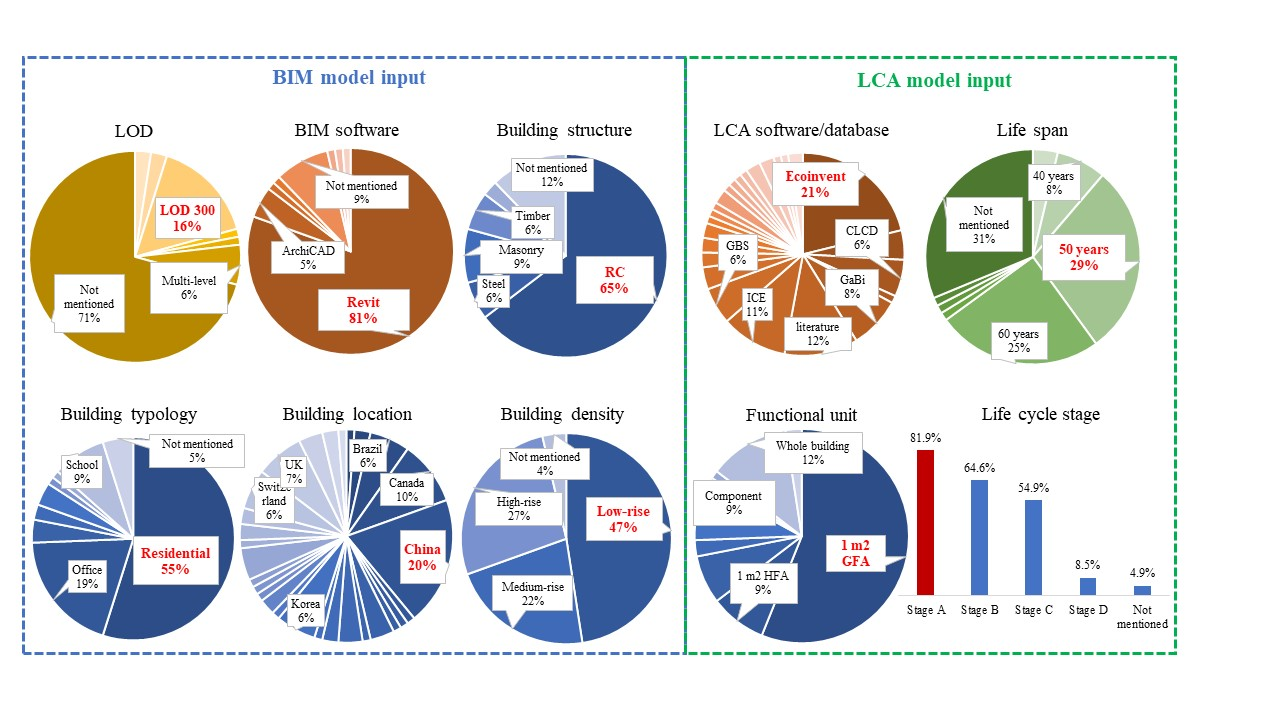 BIM model input
LCA model input
LOD
LOD 300
16%
Multi-level
6%
Not
mentioned
71%
BIM software
Not mentioned
9%
ArchiCAD
5%
Revit
81%
Building structure
Not mentioned
12%
Timber
6%
Masonry
9%
Steel
6%
RC
65%
LCA software/database
Ecoinvent
21%
CLCD
6%
GaBi
8%
literature
12%
ICE
11%
GBS
6%
Life span
40 years
8%
50 years
29%
60 years
25%
Not
mentioned
31%
Building typology
Not mentioned
5%
School
9%
Office
19%
Residential
55%
Building location
Brazil
6%
Canada
10%
China
20%
Korea
6%
Switze
rland
6%
UK
7%
Building density
Not mentioned
4%
High-rise
27%
Medium-rise
22%
Low-rise
47%
Functional unit
Whole building
12%
Component
9%
1 m2 HFA
9%
1 m2
GFA
Life cycle stage
81.9%
64.6%
54.9%
8.5%
4.9%
Stage A
Stage B
Stage C
Stage D
Not
mentioned